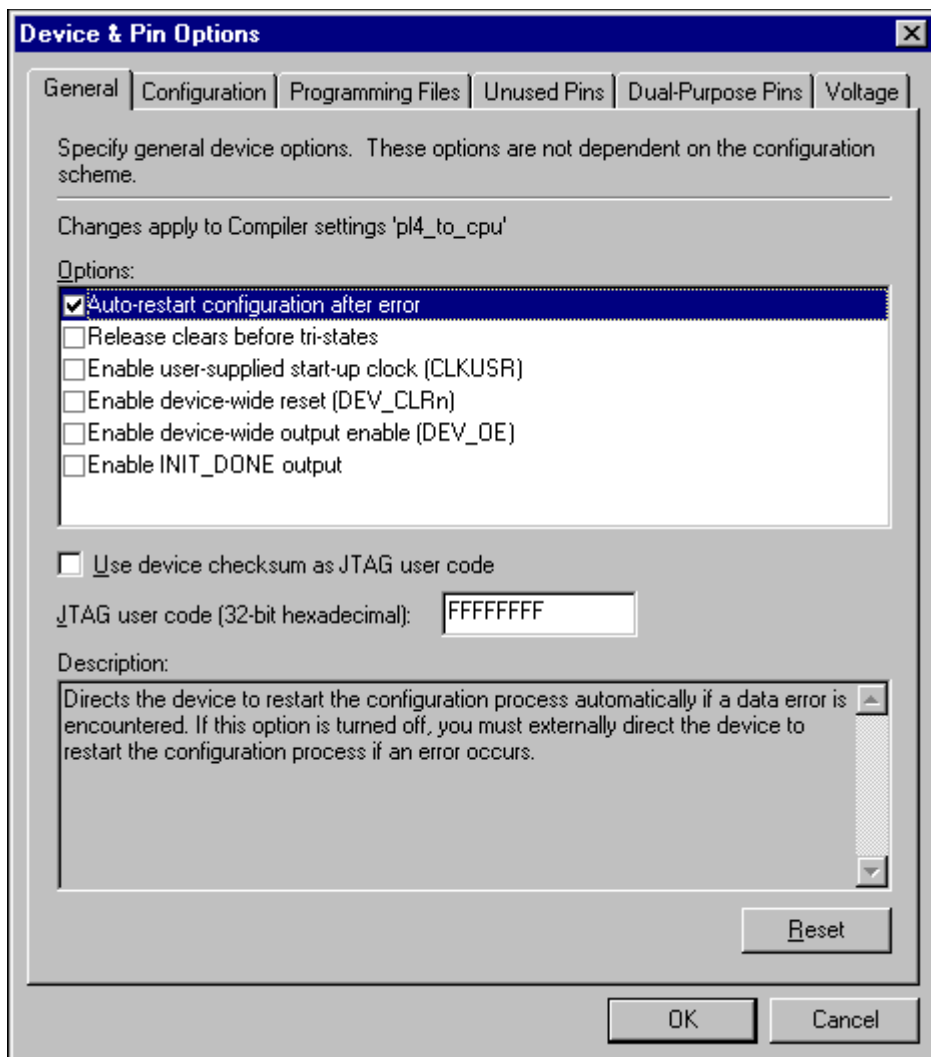 Device & Pin Options
General
Configuration
Programming Files
Unused Pins
Dual-Purpose Pins
Voltage
Specify general device options.  These options are not dependent on the configuration
scheme.
Changes apply to Compiler settings 'pl4_to_cpu'
Options:
Auto-restart configuration after error
Release clears before tri-states
Enable user-supplied start-up clock (CLKUSR)
Enable device-wide reset (DEV_CLRn)
Enable device-wide output enable (DEV_OE)
Enable INIT_DONE output
Use device checksum as JTAG user code
JTAG user code (32-bit hexadecimal):
FFFFFFFF
Description:
Directs the device to restart the configuration process automatically if a data error is
encountered. If this option is turned off, you must externally direct the device to
restart the configuration process if an error occurs.
Reset
OK
Cancel